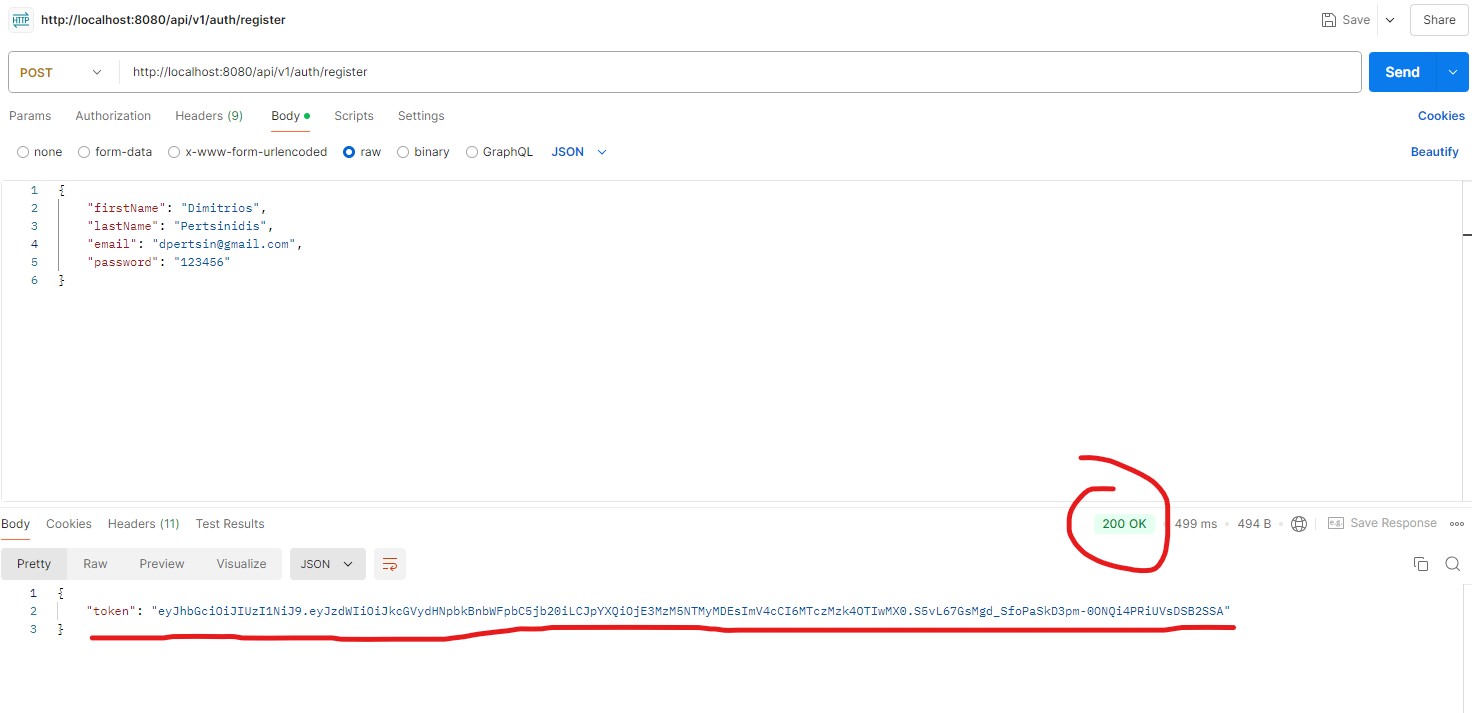 HTTP http://localhost:8080/api/v1/auth/register Save Share
POST http://localhost:8080/api/v1/auth/register Send
Params Authorization Headers (9) Body Scripts Settings Cookies
none form-data x-www-form-urlencoded raw binary GraphQL JSON Beautify
1 {
2 "firstName": "Dimitrios",
3 "lastName": "Pertsinidis",
4 "email": "dpertsin@gmail.com",
5 "password": "123456"
6 }
Body Cookies Headers (11) Test Results 200 OK 499 ms 494 B e.g. Save Response
Pretty Raw Preview Visualize JSON
1 {
2 "token": "eyJhbGciOiJIUzI1NiJ9.eyJzdWIiOiJkcGVydHNpbkBnbWFpbC5jb20iLCJpYXQiOjE3MzM5NTMyMDEsImV4cCI6MTczMzk4OTIwMX0.S5vL67GsMgd_SfoPaSkD3pm-0ONQi4PRiUVsDSB2SSA"
3 }